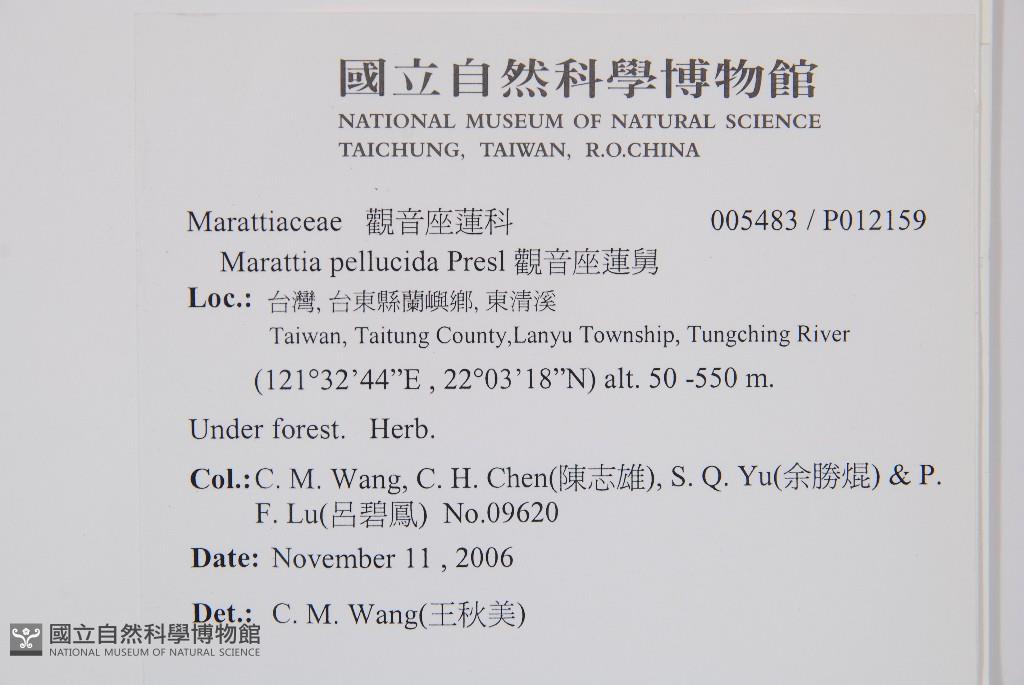 國立自然科學博物館
NATIONAL MUSEUM OF NATURAL SCIENCE
TAICHUNG, TAIWAN, R.O.CHINA
Marattiaceae 觀音座蓮科 005483 / P012159
Marattia pellucida Presl 觀音座蓮舅
Loc.: 台灣, 台東縣蘭嶼鄉, 東清溪
Taiwan, Taitung County,Lanyu Township, Tungching River
(121°32’44”E , 22°03’18”N) alt. 50 -550 m.
Under forest. Herb.
Col.: C. M. Wang, C. H. Chen(陳志雄), S. Q. Yu(余勝焜) & P.
F. Lu(呂碧鳳) No.09620
Date: November 11 , 2006
Det.: C. M. Wang(王秋美)
國立自然科學博物館
NATIONAL MUSEUM OF NATURAL SCIENCE